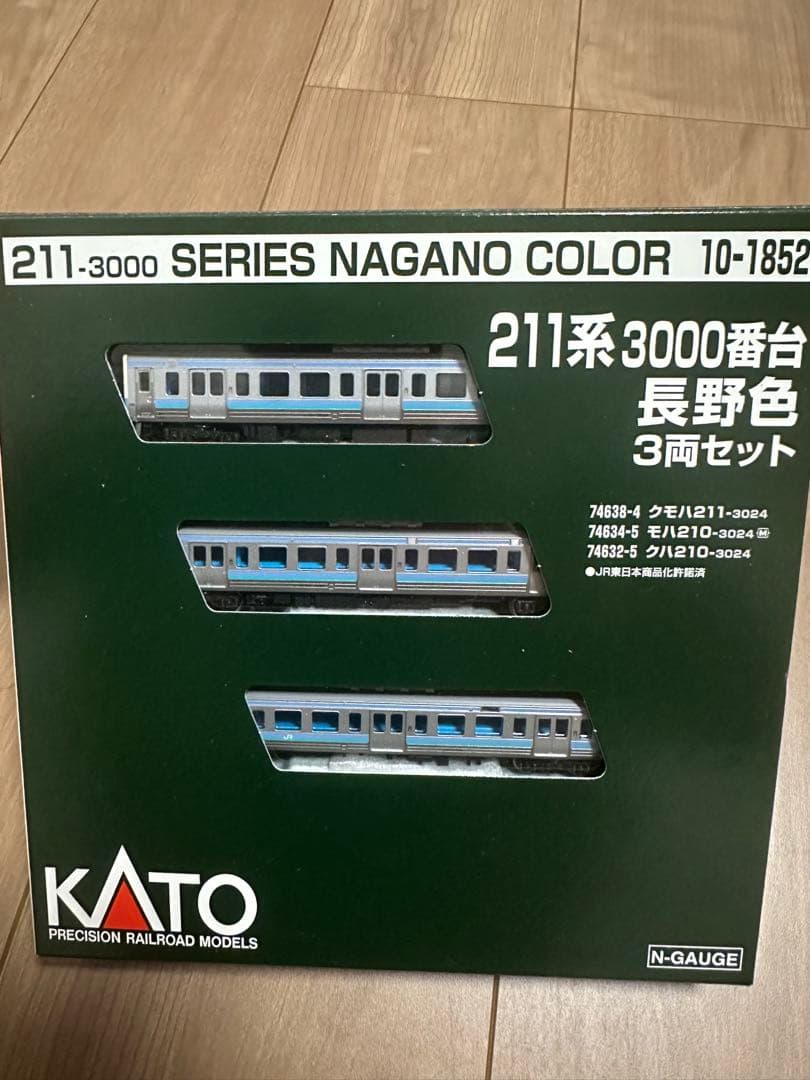 211-3000 SERIES NAGANO COLOR 10-1852
211系3000番台
長野色
3両セット
74638-4 クモハ211-3024
74634-5 モハ210-3024 M
74632-5 クハ210-3024
●JR東日本商品化許諾済
JR
KATO
PRECISION RAILROAD MODELS
N-GAUGE